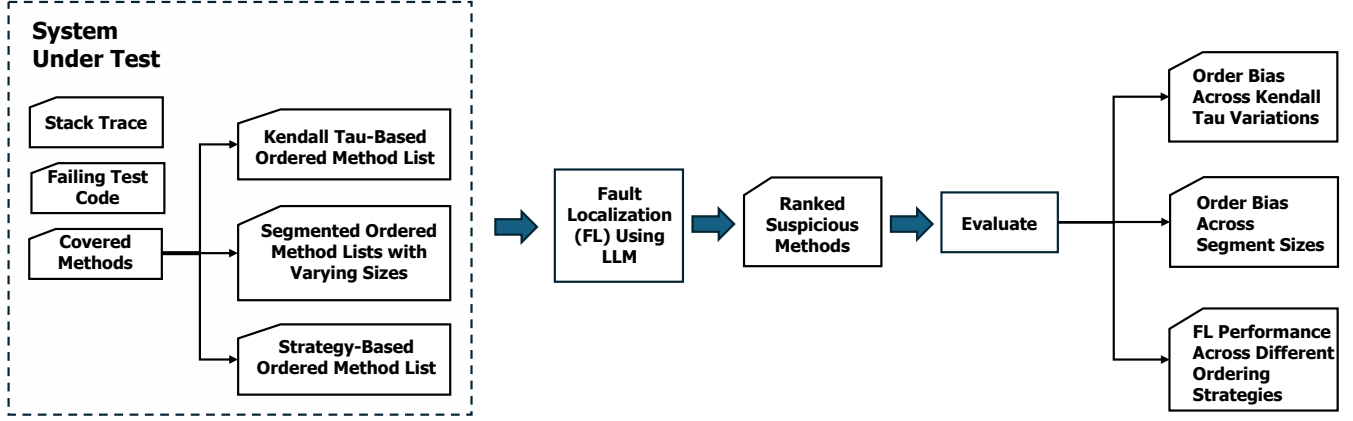 System
Under Test
Stack Trace
Failing Test
Code
Covered
Methods
Kendall Tau-Based
Ordered Method List
Segmented Ordered
Method Lists with
Varying Sizes
Strategy-Based
Ordered Method List
Fault
Localization
(FL) Using
LLM
Ranked
Suspicious
Methods
Evaluate
Order Bias
Across Kendall
Tau Variations
Order Bias
Across
Segment Sizes
FL Performance
Across Different
Ordering
Strategies